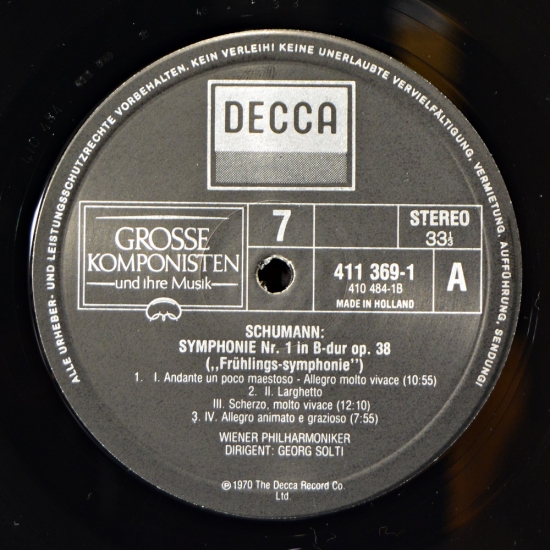 ALLE URHEBER- UND LEISTUNGSSCHUTZRECHTE VORBEHALTEN. KEIN VERLEIH! KEINE UNERLAUBTE VERVIELFÄLTIGUNG, VERMIETUNG, AUFFÜHRUNG, SENDUNG!
DECCA
GROSSE
KOMPONISTEN
und ihre Musik
7
STEREO
33⅓
411 369-1
410 484-1B
MADE IN HOLLAND
A
SCHUMANN:
SYMPHONIE Nr. 1 in B-dur op. 38
(,,Frühlings-symphonie'')
1. I. Andante un poco maestoso - Allegro molto vivace (10:55)
2. II. Larghetto
III. Scherzo, molto vivace (12:10)
3. IV. Allegro animato e grazioso (7:55)
WIENER PHILHARMONIKER
DIRIGENT: GEORG SOLTI
℗ 1970 The Decca Record Co.
Ltd.